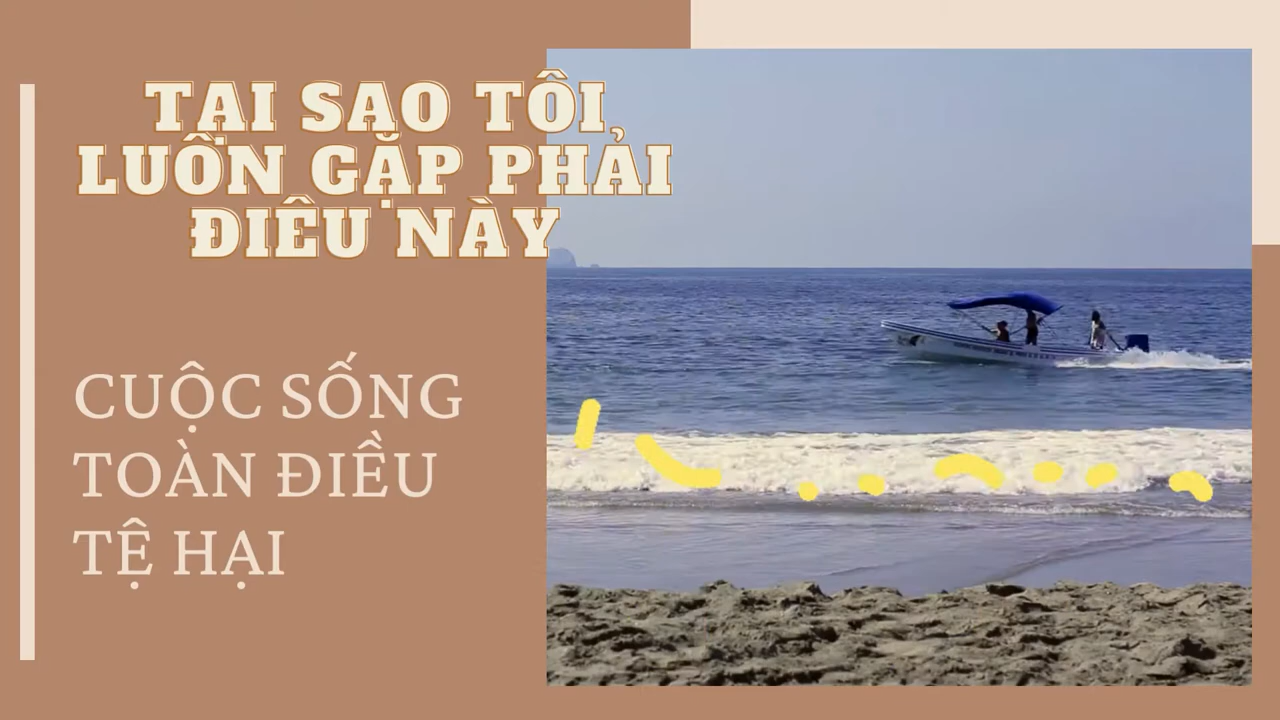 TẠI SAO TÔI
LUÔN GẶP PHẢI
ĐIỀU NÀY
CUỘC SỐNG
TOÀN ĐIỀU
TỆ HẠI